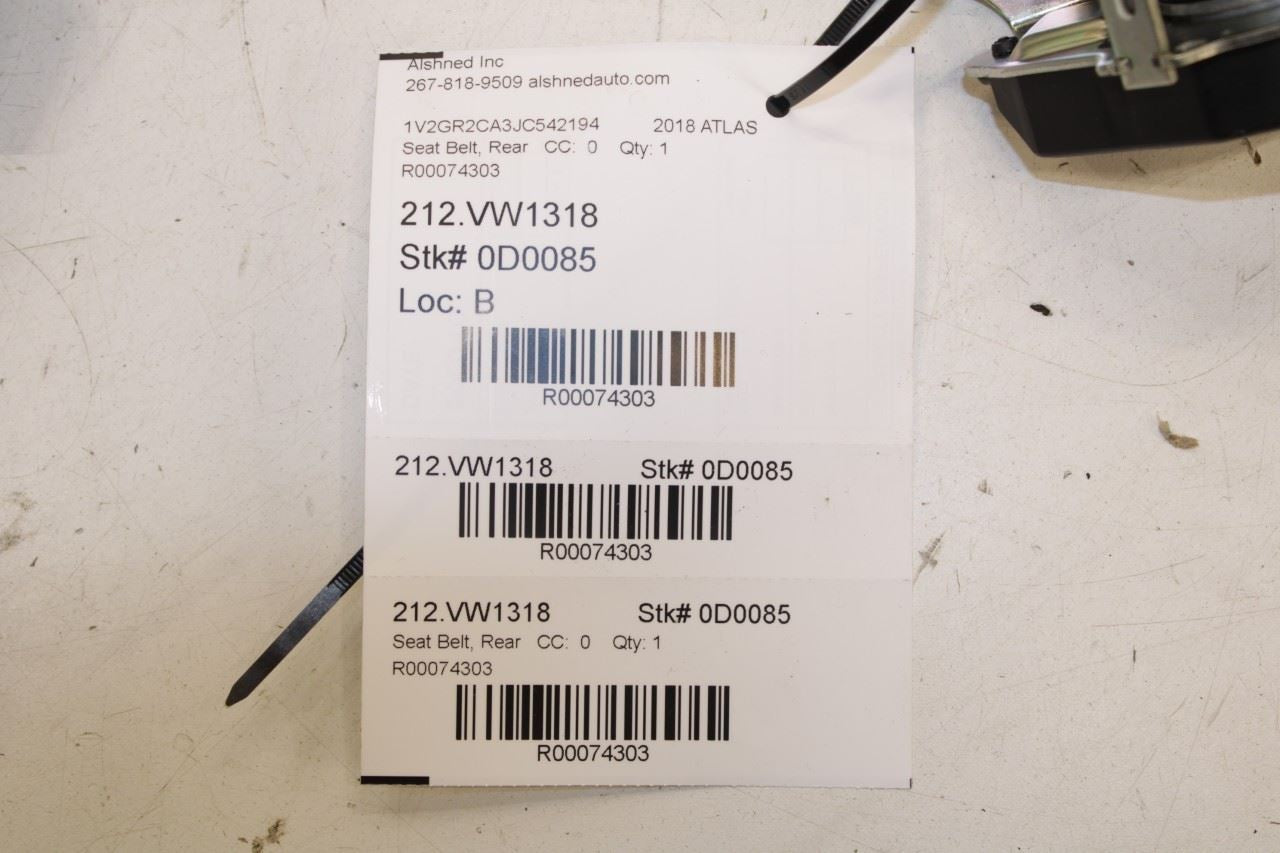 Alshned Inc
267-818-9509 alshnedauto.com
1V2GR2CA3JC542194 2018 ATLAS
Seat Belt, Rear CC: 0 Qty: 1
R00074303
212.VW1318
Stk# 0D0085
Loc: B
R00074303
212.VW1318 Stk# 0D0085
R00074303
212.VW1318 Stk# 0D0085
Seat Belt, Rear CC: 0 Qty: 1
R00074303
R00074303